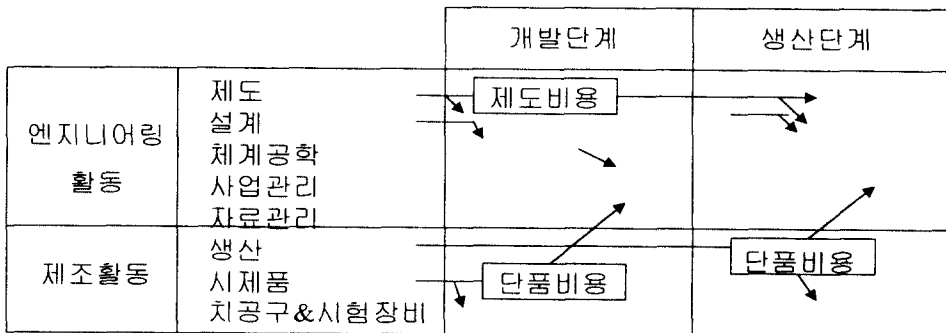 개발단계 생산단계
제도 제도비용
설계
엔지니어링
활동
체계공학
사업관리
자료관리
제조활동
생산
시제품
치공구&시험장비
단품비용
단품비용